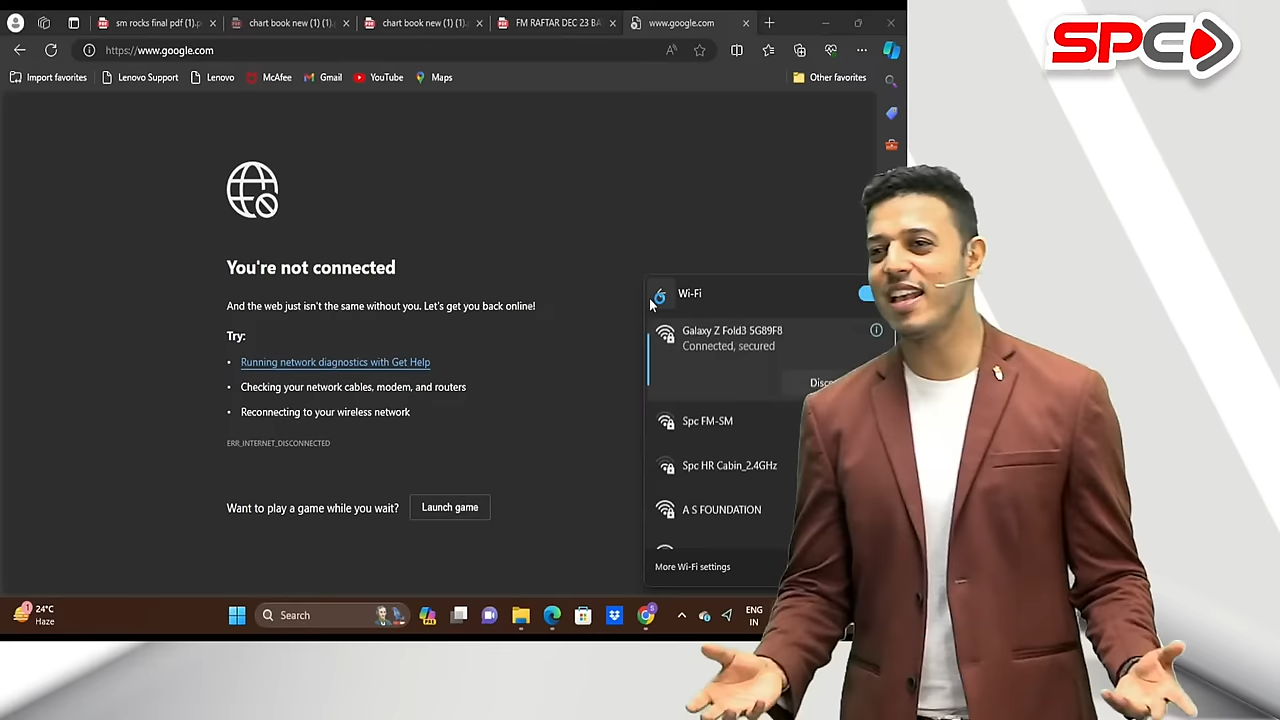 sm rocks final pdf (1).p
chart book new (1) (1)
chart book new (1) (1).
FM RAFTAR DEC 23 BA
www.google.com
https://www.google.com
Import favorites
Lenovo Support
Lenovo
McAfee
Gmail
YouTube
Maps
Other favorites
SPC
You're not connected
And the web just isn't the same without you. Let's get you back online!
Try:
• Running network diagnostics with Get Help
• Checking your network cables, modem, and routers
• Reconnecting to your wireless network
ERR_INTERNET_DISCONNECTED
Want to play a game while you wait?
Launch game
Wi-Fi
Galaxy Z Fold3 5G89F8
Connected, secured
Disco
Spc FM-SM
Spc HR Cabin_2.4GHz
A S FOUNDATION
More Wi-Fi settings
1
24°C
Haze
Search
ENG
IN